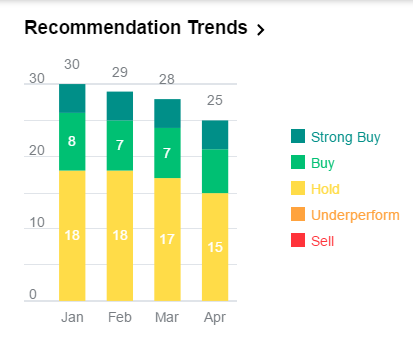 Recommendation Trends >
30
29
28
25
30
20
10
0
8
7
7
18
18
17
15
Jan Feb Mar Apr
Strong Buy
Buy
Hold
Underperform
Sell